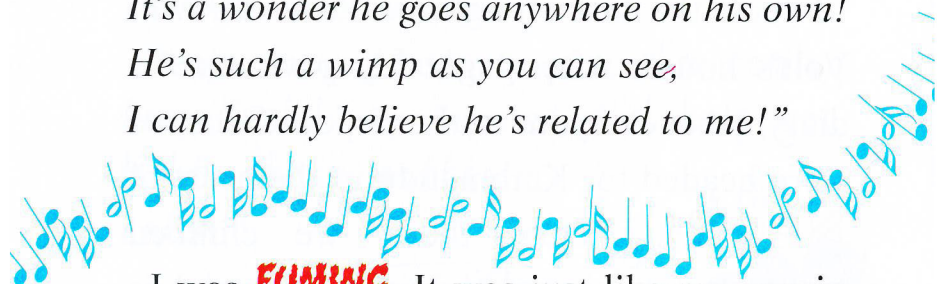 It's a wonder he goes anywhere on his own!
He's such a wimp as you can see,
I can hardly believe he's related to me!”
I was FUMING. It was just like